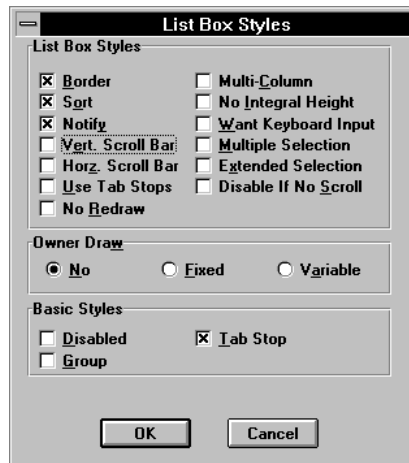 List Box Styles
List Box Styles
Border
Multi-Column
Sort
No Integral Height
Notify
Want Keyboard Input
Vert. Scroll Bar
Multiple Selection
Horz. Scroll Bar
Extended Selection
Use Tab Stops
Disable If No Scroll
No Redraw
Owner Draw
No
Fixed
Variable
Basic Styles
Disabled
Tab Stop
Group
OK
Cancel